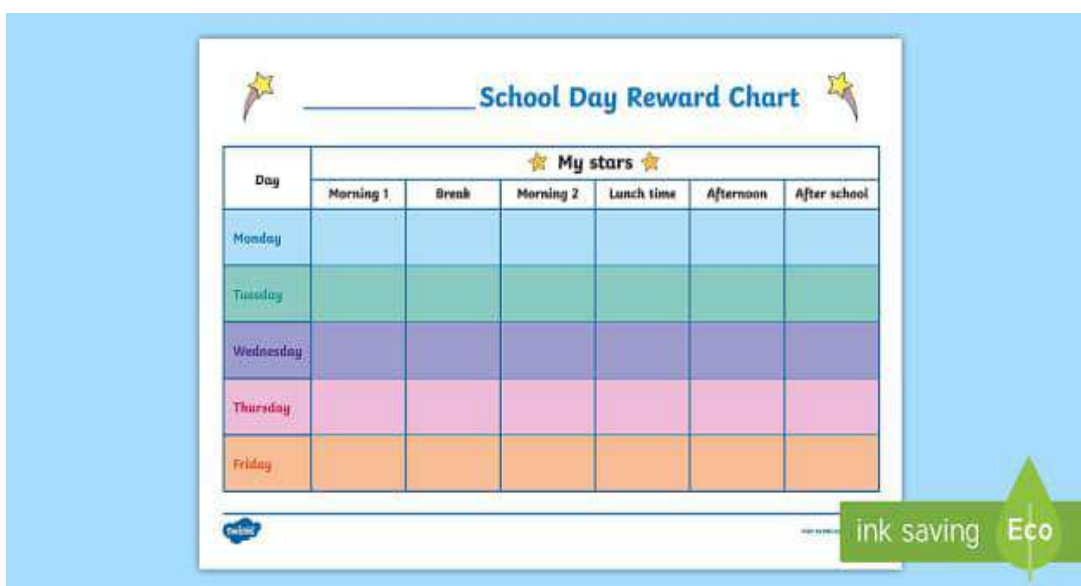 School Day Reward Chart
My stars
Day
Morning 1 Break Morning 2 Lunch time Afternoon After school
Monday
Tuesday
Wednesday
Thursday
Friday
twinkl
ink saving Eco